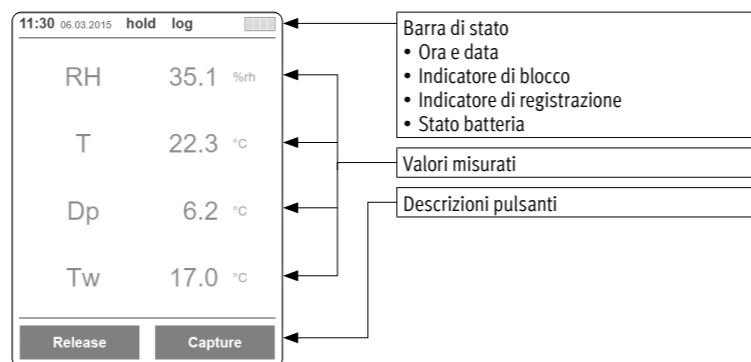 11:30 06.03.2015 hold log
RH 35.1 %rh
T 22.3 °C
Dp 6.2 °C
Tw 17.0 °C
Release Capture
Barra di stato
• Ora e data
• Indicatore di blocco
• Indicatore di registrazione
• Stato batteria
Valori misurati
Descrizioni pulsanti